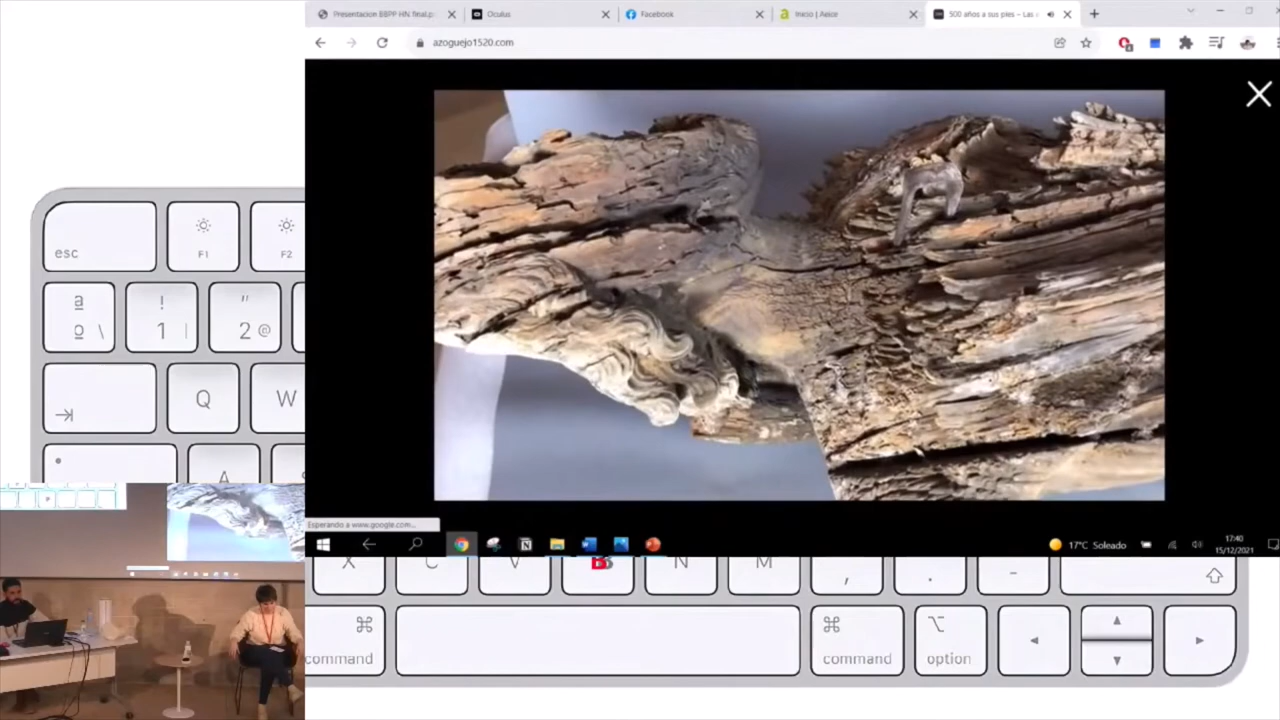 Presentacion BBPP HN final.p
Oculus
Facebook
Inicio | Aeice
500 años a sus pies – Las
azoguejo1520.com
esc
F1
F2
ª
º \
!
1 |
"
2 @
Q
W
A
Esperando a www.google.com...
17°C Soleado
17:40
15/12/2021
X
C
V
B
N
M
,
.
-
⌘
command
⌘
command
⌥
option